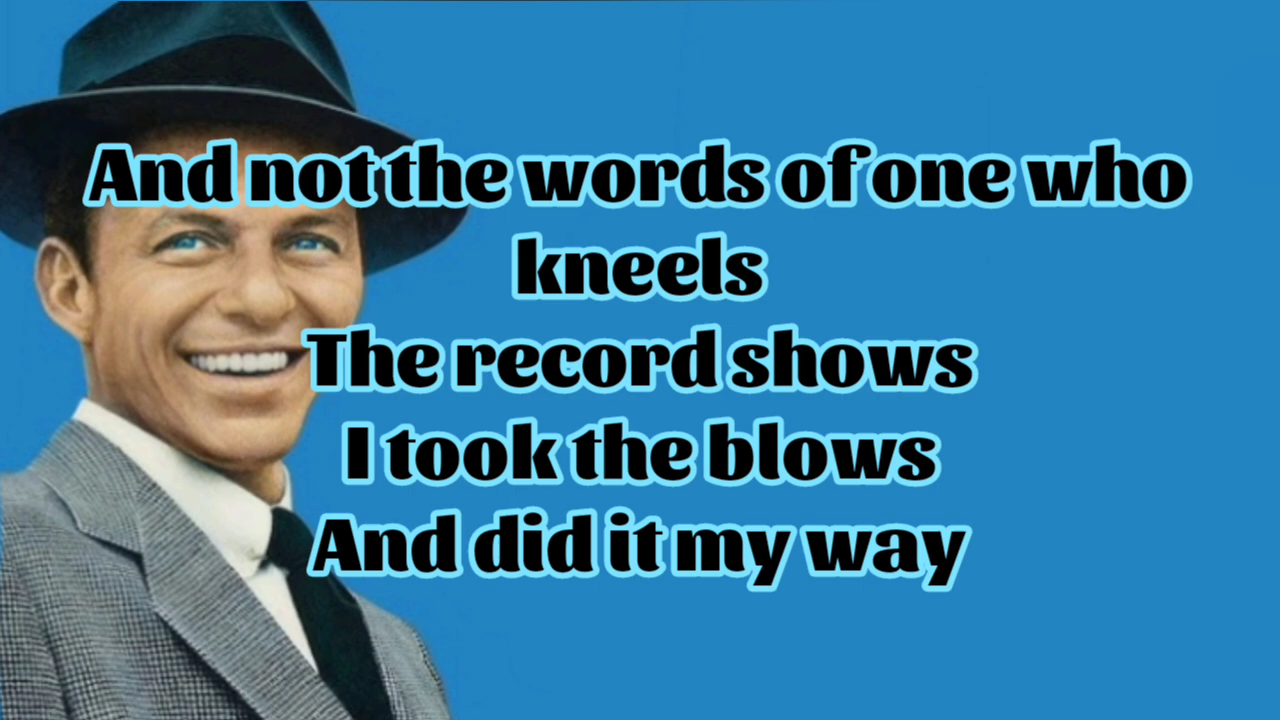 And not the words of one who
kneels
The record shows
I took the blows
And did it my way